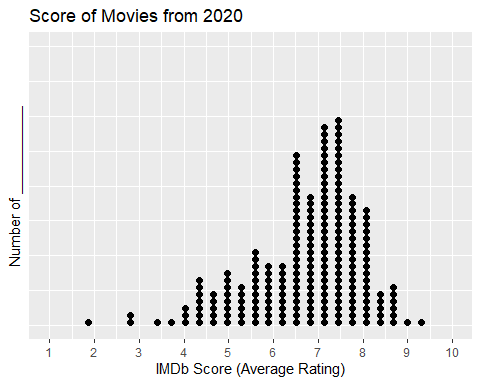 Score of Movies from 2020
Number of
1 2 3 4 5 6 7 8 9 10
IMDb Score (Average Rating)